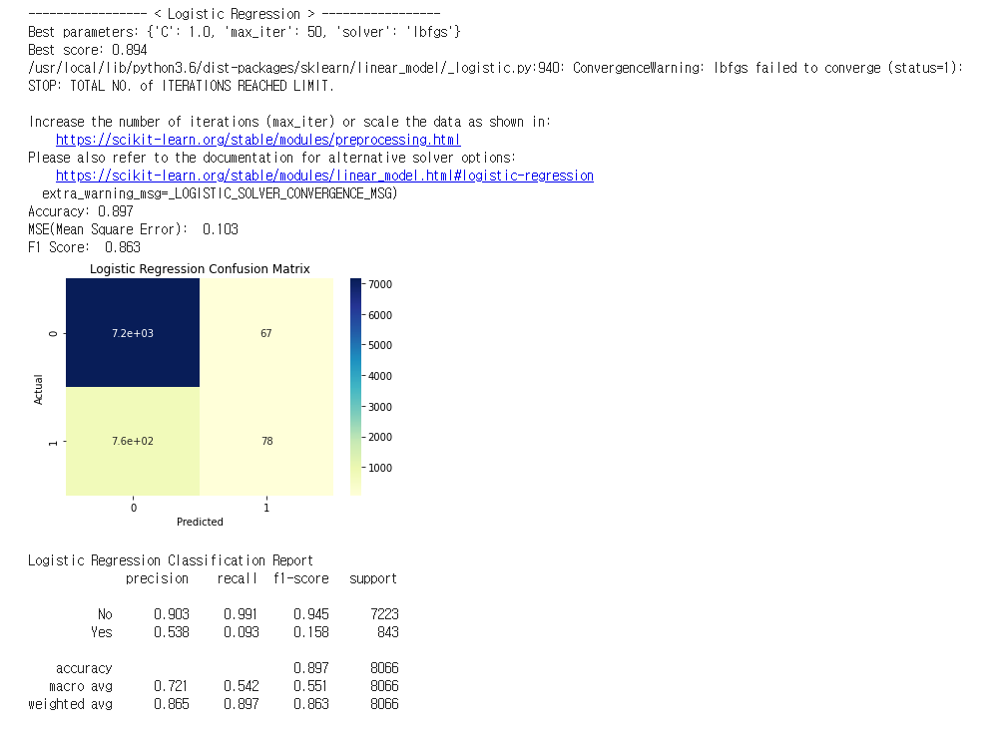 ----------------- < Logistic Regression > -----------------
Best parameters: {'C': 1.0, 'max_iter': 50, 'solver': 'lbfgs'}
Best score: 0.894
/usr/local/lib/python3.6/dist-packages/sklearn/linear_model/_logistic.py:940: ConvergenceWarning: lbfgs failed to converge (status=1):
STOP: TOTAL NO. of ITERATIONS REACHED LIMIT.
Increase the number of iterations (max_iter) or scale the data as shown in:
https://scikit-learn.org/stable/modules/preprocessing.html
Please also refer to the documentation for alternative solver options:
https://scikit-learn.org/stable/modules/linear_model.html#logistic-regression
extra_warning_msg=_LOGISTIC_SOLVER_CONVERGENCE_MSG)
Accuracy: 0.897
MSE(Mean Square Error): 0.103
F1 Score: 0.863
Logistic Regression Confusion Matrix
7000
6000
5000
4000
3000
2000
1000
Actual
0
7.2e+03 67
1
7.6e+02 78
0 1
Predicted
Logistic Regression Classification Report
precision recall f1-score support
No 0.903 0.991 0.945 7223
Yes 0.538 0.093 0.158 843
accuracy 0.897 8066
macro avg 0.721 0.542 0.551 8066
weighted avg 0.865 0.897 0.863 8066